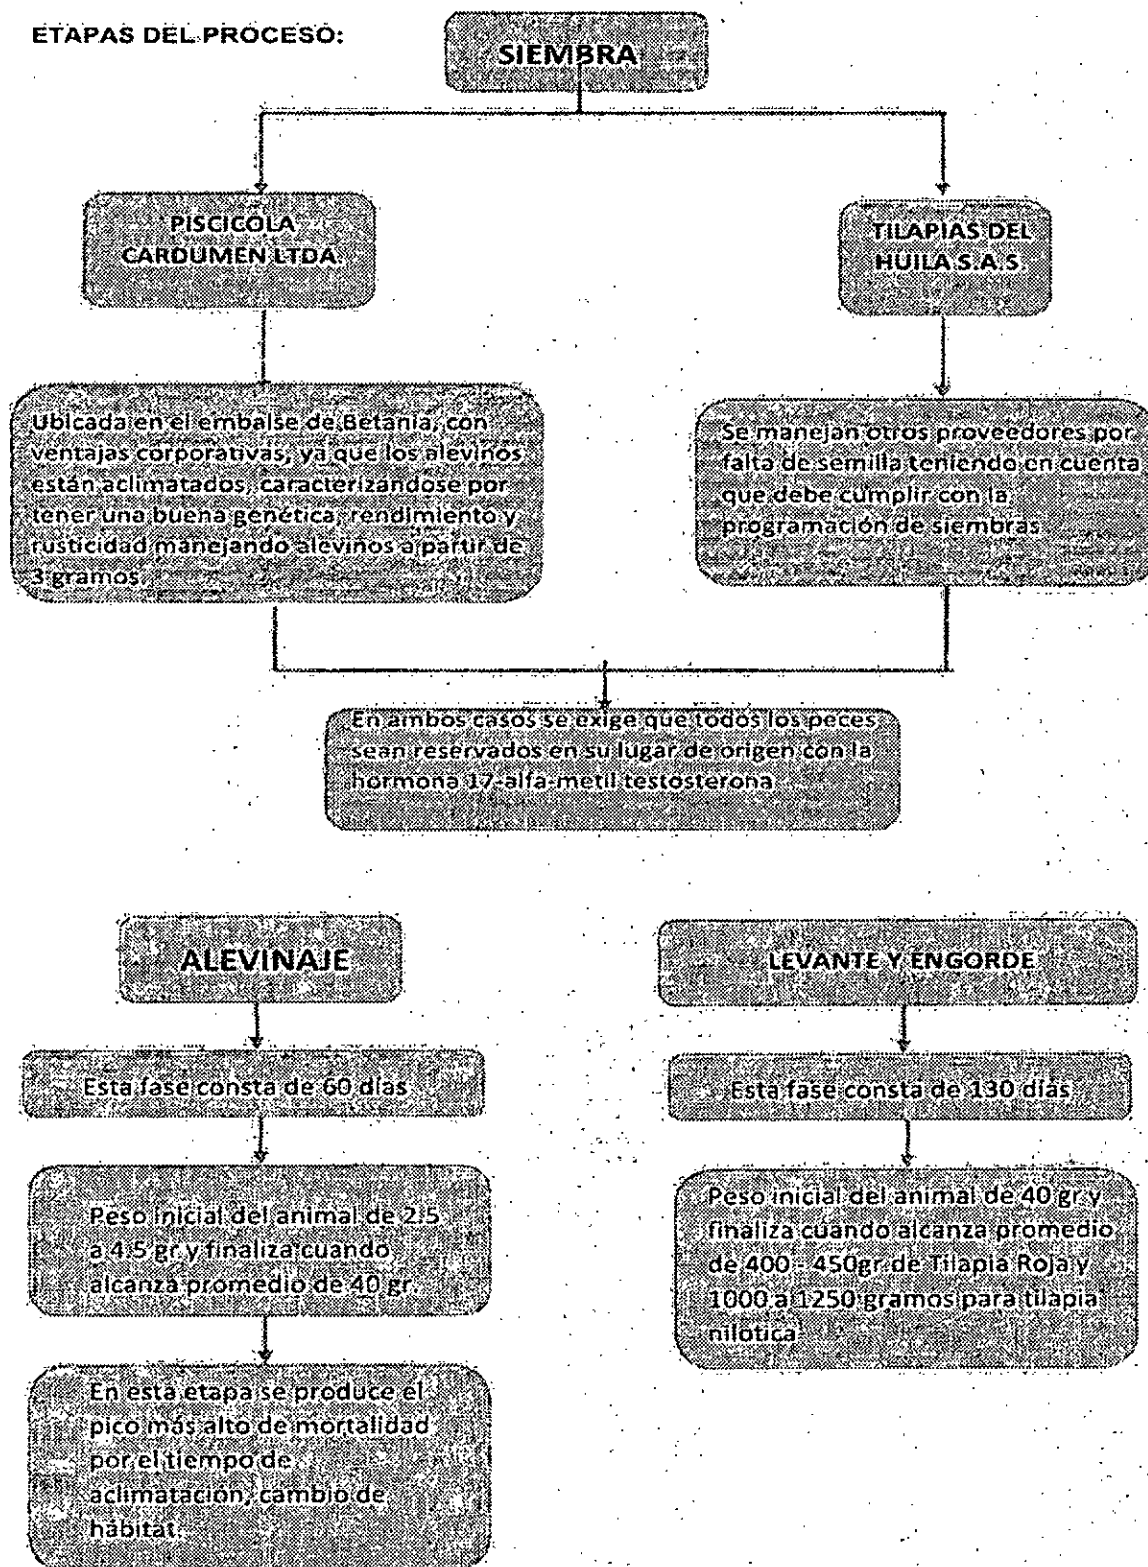 ETAPAS DEL PROCESO:
SIEMBRA
PISCICOLA
CARDUMEN LTDA.
TILAPIAS DEL
HUILA S.A.S.
Ubicada en el embalse de Betania, con
ventajas corporativas, ya que los alevinos
están aclimatados, caracterizándose por
tener una buena genética, rendimiento y
rusticidad manejando alevinos a partir de
3 gramos.
Se manejan otros proveedores por
falta de semilla teniendo en cuenta
que debe cumplir con la
programación de siembras
En ambos casos se exige que todos los peces
sean reservados en su lugar de origen con la
hormona 17-alfa-metil testosterona
ALEVINAJE
Esta fase consta de 60 días
Peso inicial del animal de 2.5
a 4.5 gr y finaliza cuando
alcanza promedio de 40 gr.
En esta etapa se produce el
pico más alto de mortalidad
por el tiempo de
aclimatación, cambio de
hábitat.
LEVANTE Y ENGORDE
Esta fase consta de 130 días
Peso inicial del animal de 40 gr y
finaliza cuando alcanza promedio
de 400 - 450gr de Tilapia Roja y
1000 a 1250 gramos para tilapia
nilotica